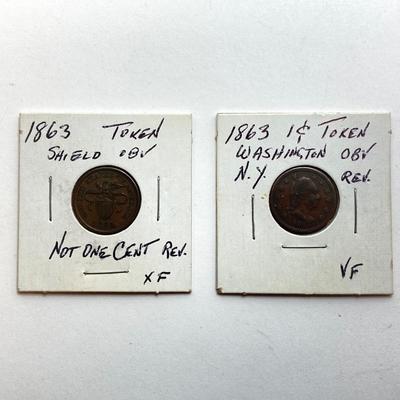 1863 TOKEN
SHIELD OBV
NOT ONE CENT REV.
XF
1863 1¢ TOKEN
WASHINGTON OBV
N.Y. REV.
VF